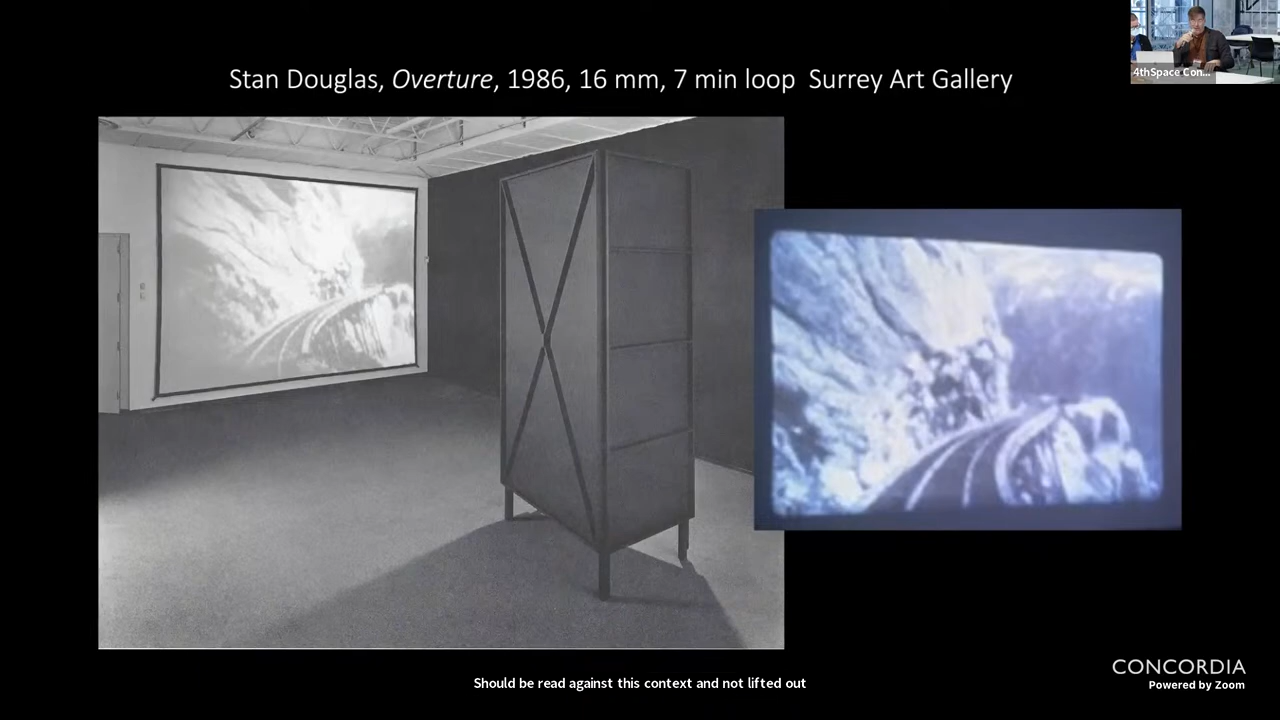 Stan Douglas, Overture, 1986, 16 mm, 7 min loop Surrey Art Gallery
4thSpace Con...
Should be read against this context and not lifted out
CONCORDIA
Powered by Zoom